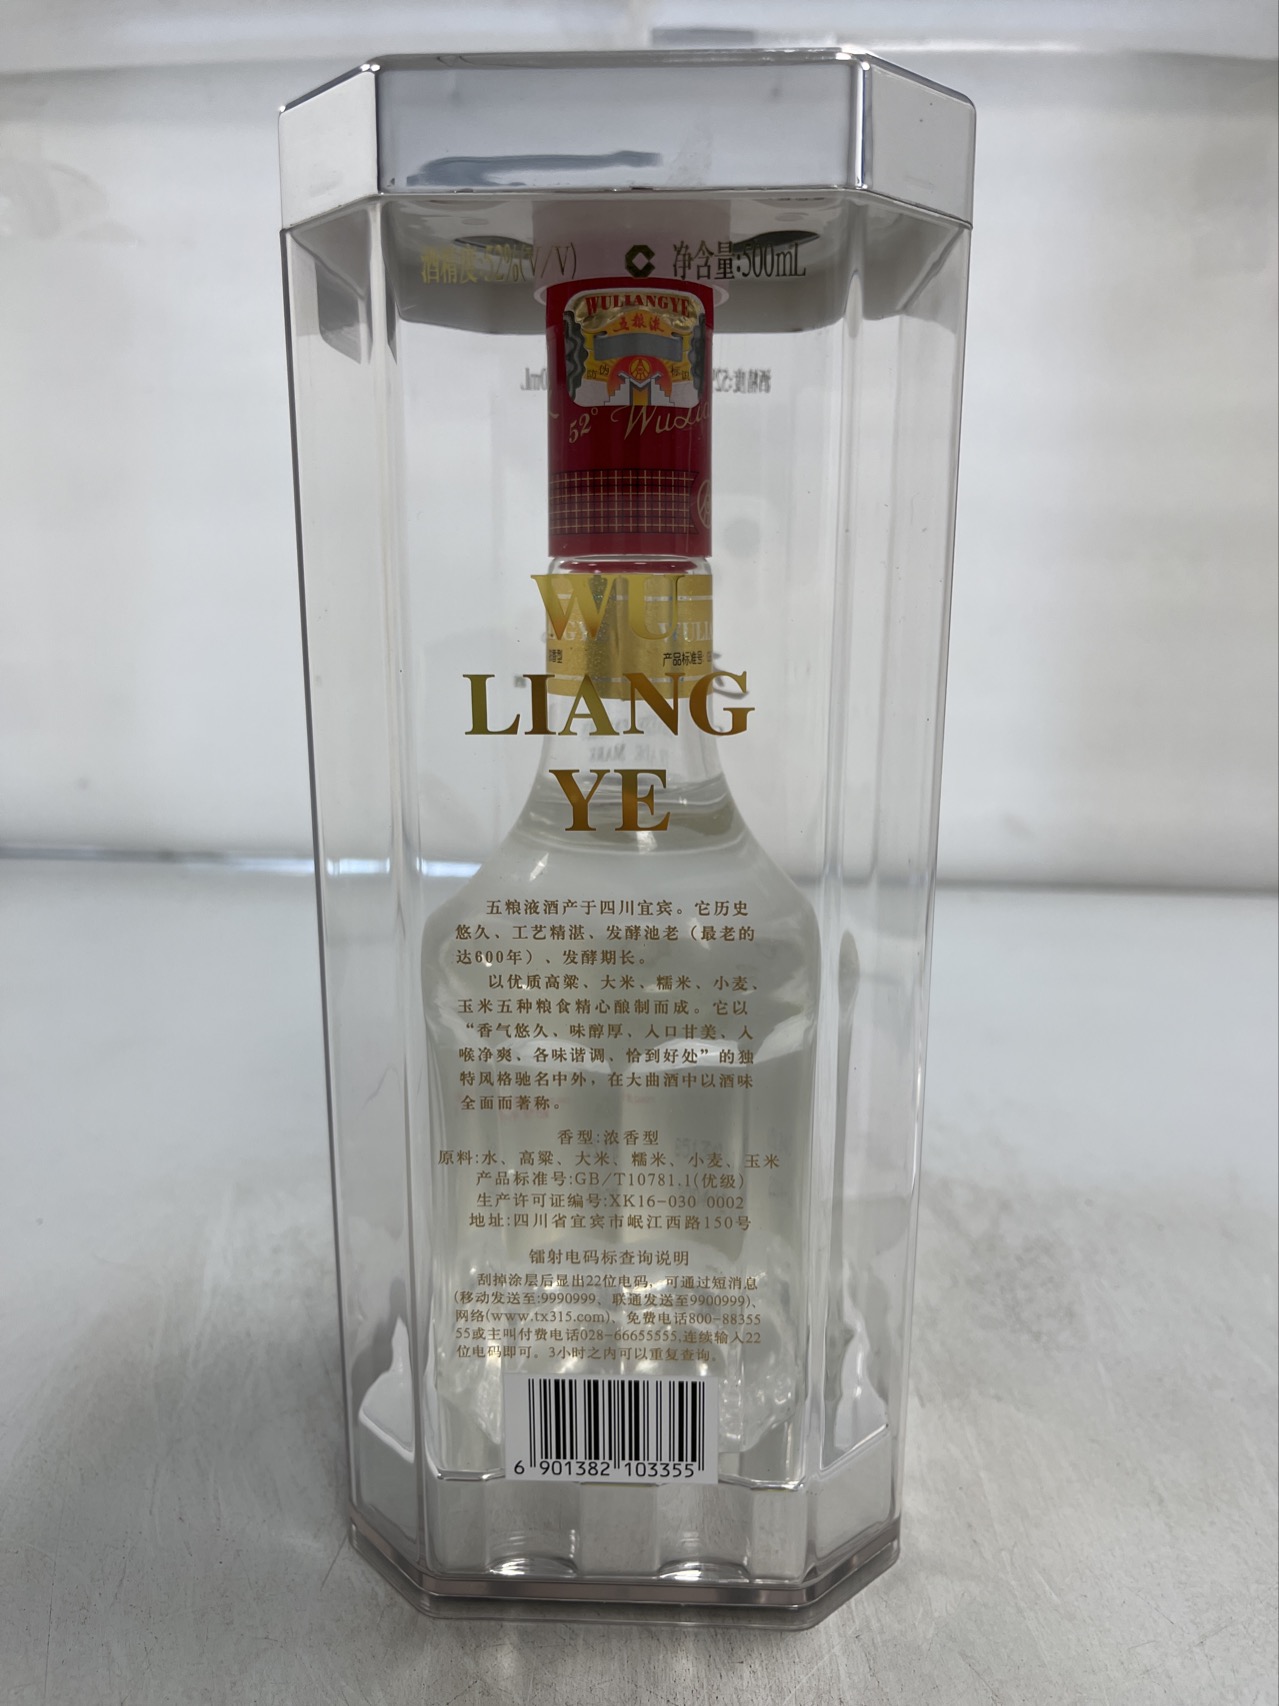 酒精度:52%(V/V) 净含量:500mL
WULIANGYE
五粮液
52° WuLia
WULIA
产品标准号:
WU
LIANG
YE
五粮液酒产于四川宜宾。它历史
悠久、工艺精湛、发酵池老（最老的
达600年）、发酵期长。
以优质高粱、大米、糯米、小麦、
玉米五种粮食精心酿制而成。它以
“香气悠久、味醇厚、入口甘美、入
喉净爽、各味谐调、恰到好处”的独
特风格驰名中外，在大曲酒中以酒味
全面而著称。
香型:浓香型
原料:水、高粱、大米、糯米、小麦、玉米
产品标准号:GB/T10781.1(优级)
生产许可证编号:XK16-030 0002
地址:四川省宜宾市岷江西路150号
镭射电码标查询说明
刮掉涂层后显出22位电码，可通过短消息
(移动发送至:9990999、联通发送至9900999)、
网络(www.tx315.com)、免费电话800-88355
55或主叫付费电话028-66655555,连续输入22
位电码即可。3小时之内可以重复查询。
6 901382 103355